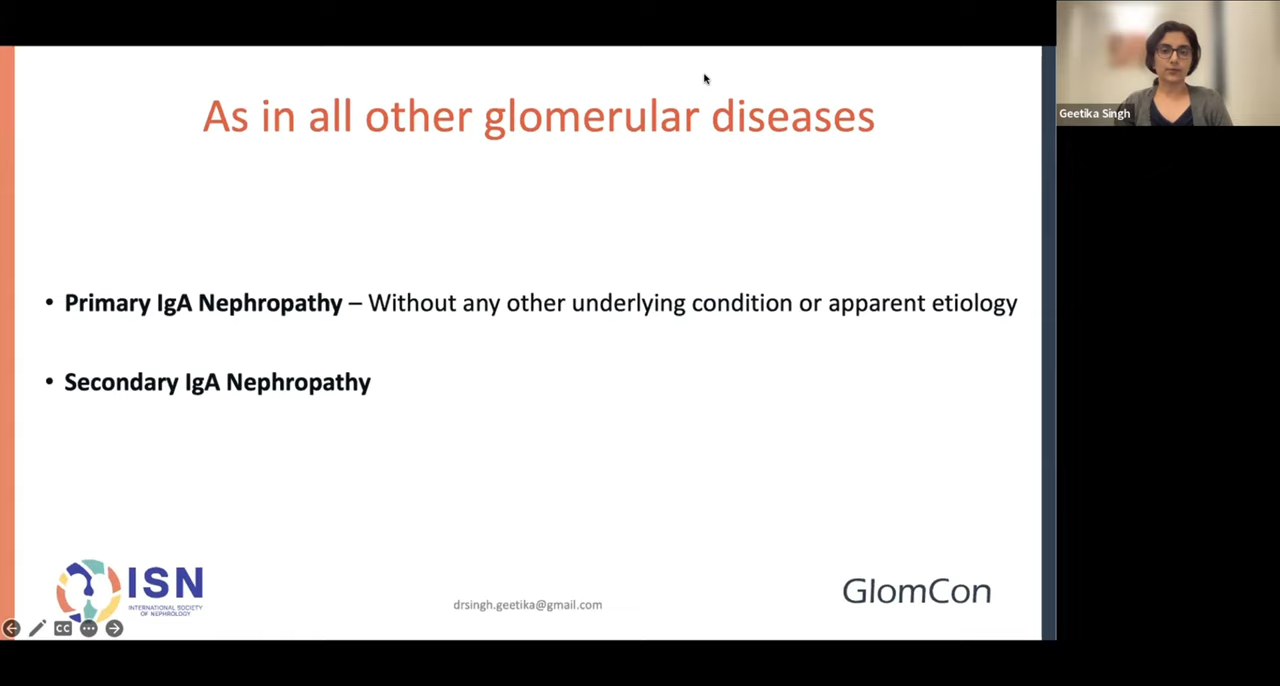 As in all other glomerular diseases
Geetika Singh
• Primary IgA Nephropathy – Without any other underlying condition or apparent etiology
• Secondary IgA Nephropathy
ISN
INTERNATIONAL SOCIETY
OF NEPHROLOGY
drsingh.geetika@gmail.com
GlomCon
CC